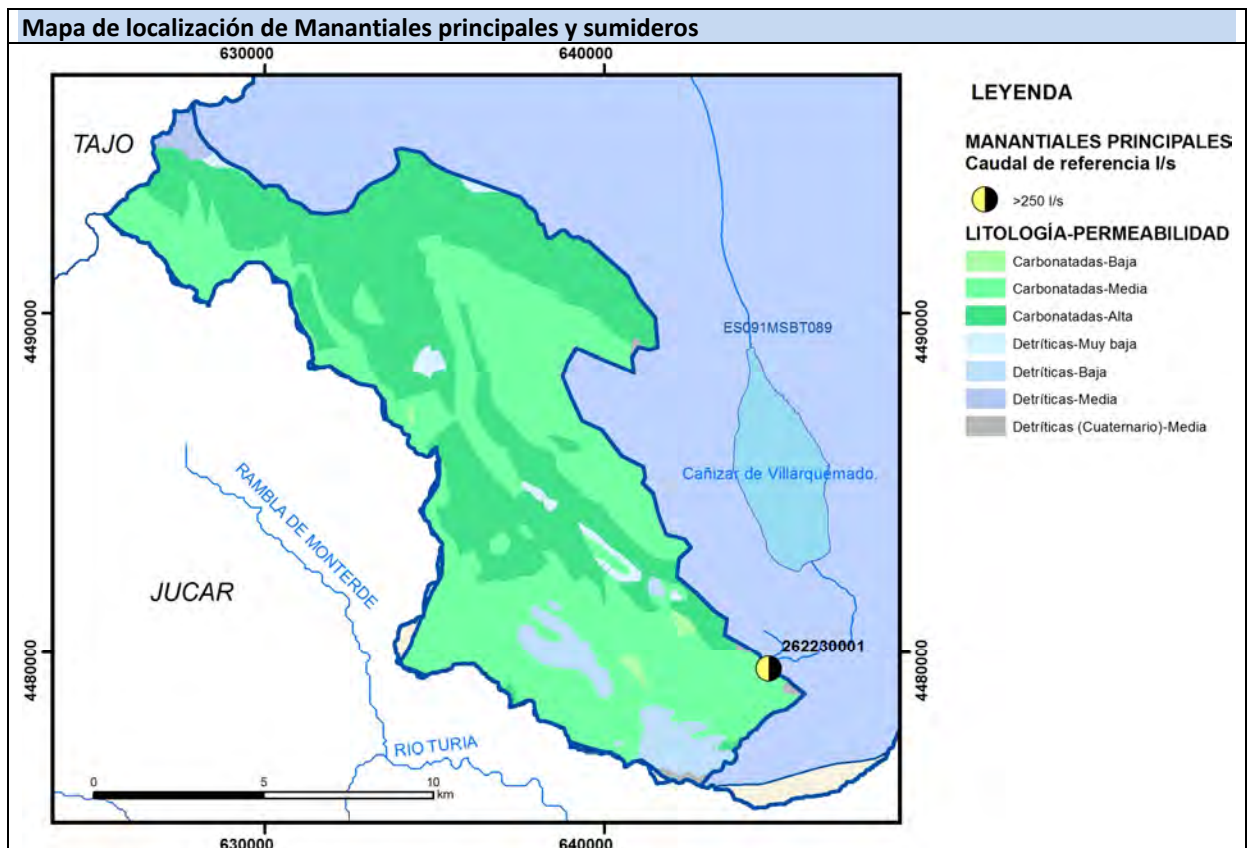 Mapa de localización de Manantiales principales y sumideros
630000
640000
TAJO
4490000
4490000
ES091MSBT089
Cañizar de Villarquemado.
RAMBLA DE MONTERDE
JUCAR
262230001
4480000
4480000
RIO TURIA
0
5
10
km
630000
640000
LEYENDA
MANANTIALES PRINCIPALES
Caudal de referencia l/s
>250 l/s
LITOLOGÍA-PERMEABILIDAD
Carbonatadas-Baja
Carbonatadas-Media
Carbonatadas-Alta
Detríticas-Muy baja
Detríticas-Baja
Detríticas-Media
Detríticas (Cuaternario)-Media